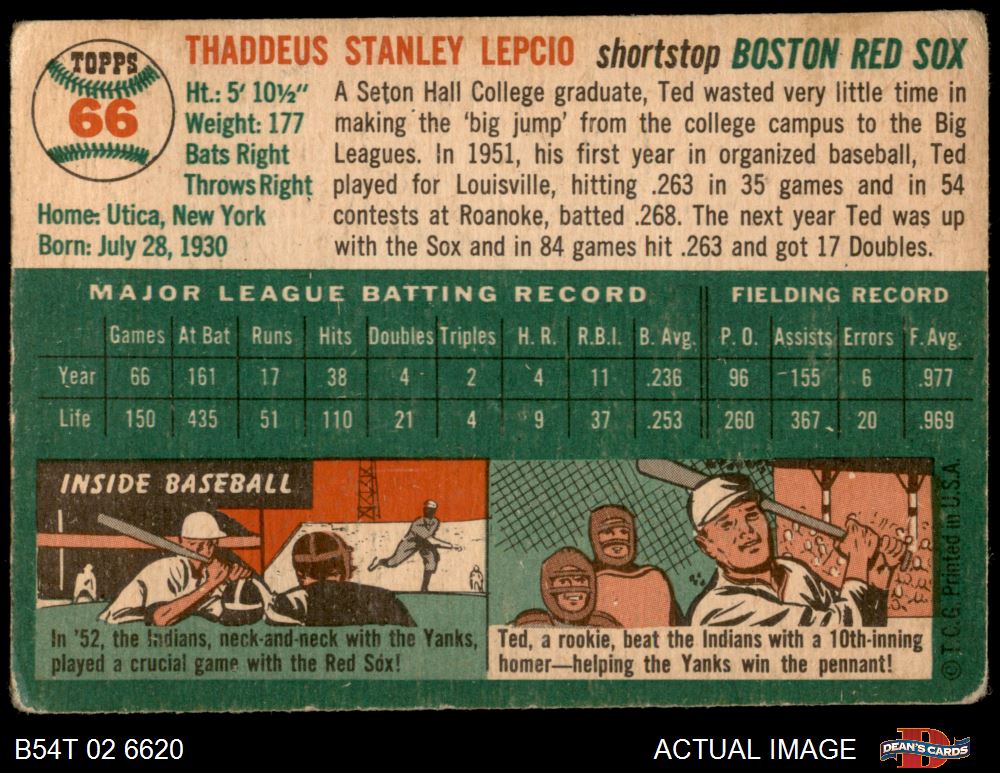 TOPPS
66
THADDEUS STANLEY LEPCIO shortstop BOSTON RED SOX
Ht.: 5' 10½"
Weight: 177
Bats Right
Throws Right
Home: Utica, New York
Born: July 28, 1930
A Seton Hall College graduate, Ted wasted very little time in
making the 'big jump' from the college campus to the Big
Leagues. In 1951, his first year in organized baseball, Ted
played for Louisville, hitting .263 in 35 games and in 54
contests at Roanoke, batted .268. The next year Ted was up
with the Sox and in 84 games hit .263 and got 17 Doubles.
MAJOR LEAGUE BATTING RECORD FIELDING RECORD
Games At Bat Runs Hits Doubles Triples H. R. R.B.I. B. Avg. P. O. Assists Errors F. Avg.
Year 66 161 17 38 4 2 4 11 .236 96 155 6 .977
Life 150 435 51 110 21 4 9 37 .253 260 367 20 .969
INSIDE BASEBALL
In '52, the Indians, neck-and-neck with the Yanks,
played a crucial game with the Red Sox!
Ted, a rookie, beat the Indians with a 10th-inning
homer—helping the Yanks win the pennant!
© T. C. G. Printed in U.S.A.
B54T 02 6620
ACTUAL IMAGE
DEAN'S CARDS